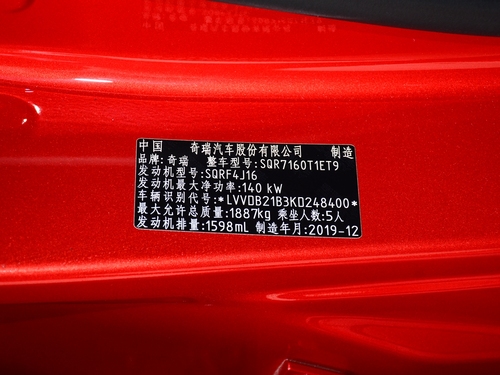 中国 奇瑞汽车股份有限公司 制造
品牌: 奇瑞 整车型号: SQR7160T1ET9
发动机型号: SQRF4J16
发动机最大净功率: 140 kW
车辆识别代号: *LVVDB21B3KD248400*
最大允许总质量: 1887kg 乘坐人数: 5人
发动机排量: 1598mL 制造年月: 2019-12